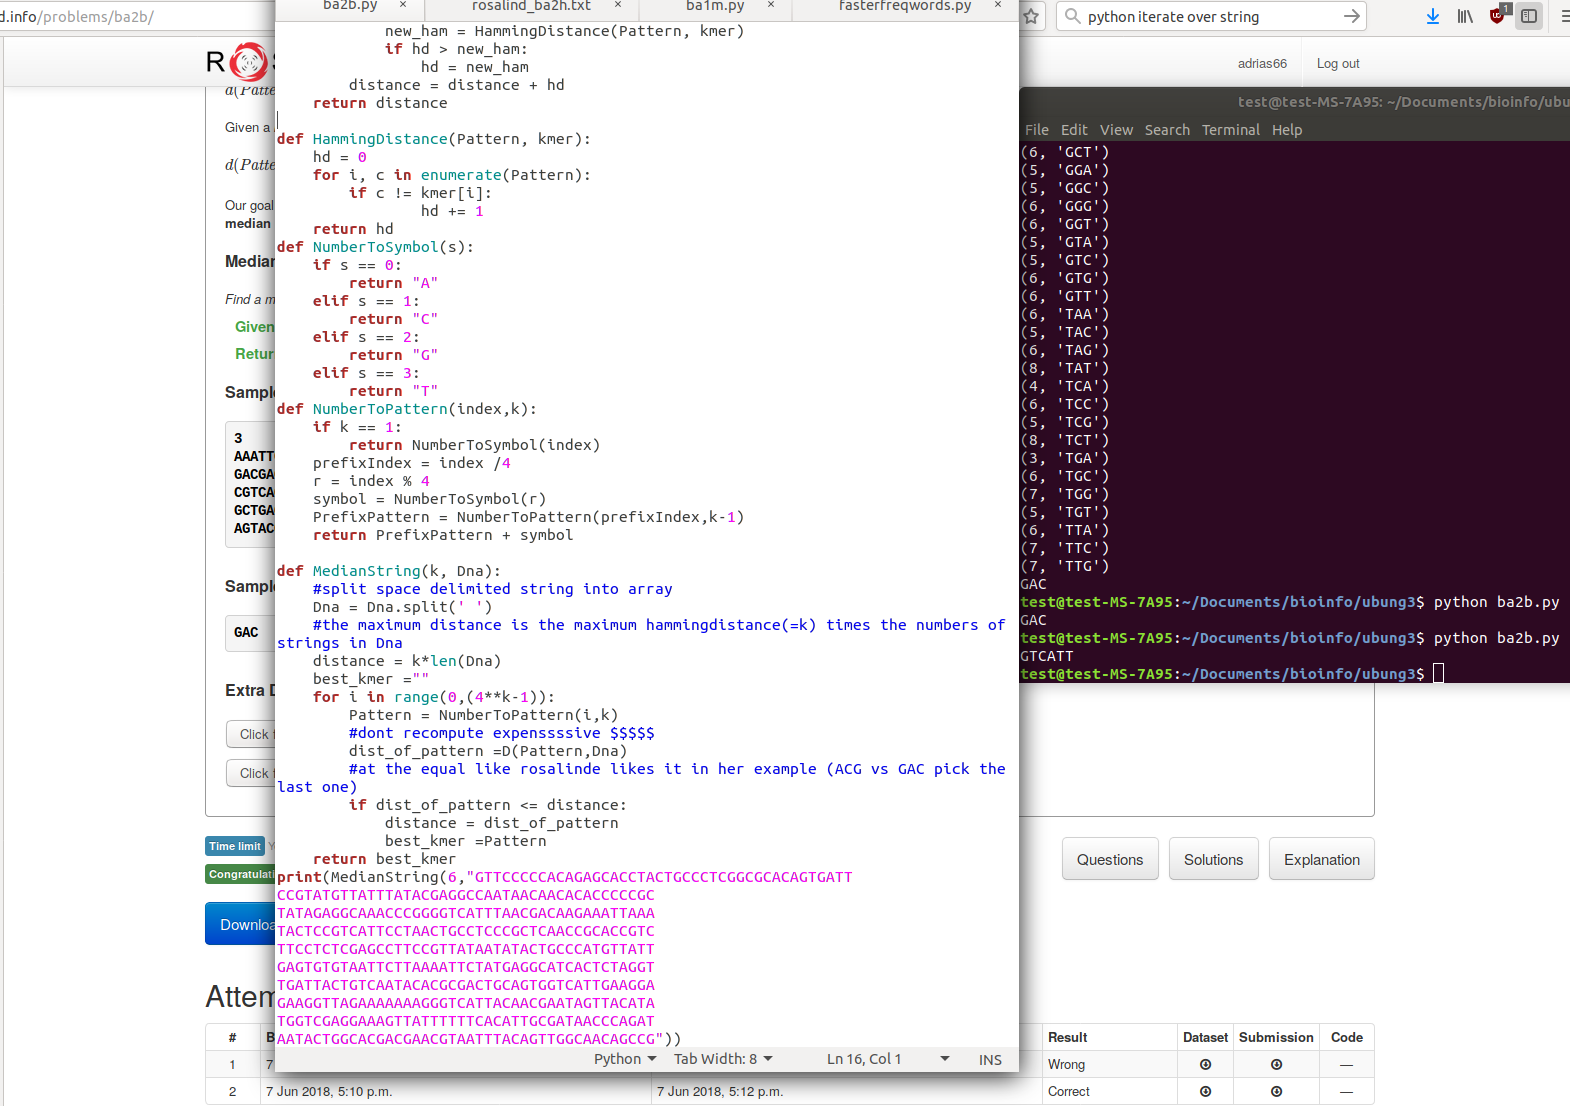 d.info/problems/ba2b/
ba2b.py ×
rosalind_ba2h.txt ×
ba1m.py ×
fasterfreqwords.py ×
python iterate over string
1
R S
adrias66
Log out
d(Patte
Given a
d(Patte
Our goal
median
Median
Find a m
Given
Retur
Sample
3
AAATT
GACGA
CGTCA
GCTGA
AGTAC
Sample
GAC
Extra D
Click f
Click f
Time limit
Congratulati
Downloa
new_ham = HammingDistance(Pattern, kmer)
if hd > new_ham:
hd = new_ham
distance = distance + hd
return distance
def HammingDistance(Pattern, kmer):
hd = 0
for i, c in enumerate(Pattern):
if c != kmer[i]:
hd += 1
return hd
def NumberToSymbol(s):
if s == 0:
return "A"
elif s == 1:
return "C"
elif s == 2:
return "G"
elif s == 3:
return "T"
def NumberToPattern(index,k):
if k == 1:
return NumberToSymbol(index)
prefixIndex = index /4
r = index % 4
symbol = NumberToSymbol(r)
PrefixPattern = NumberToPattern(prefixIndex,k-1)
return PrefixPattern + symbol
def MedianString(k, Dna):
#split space delimited string into array
Dna = Dna.split(' ')
#the maximum distance is the maximum hammingdistance(=k) times the numbers of
strings in Dna
distance = k*len(Dna)
best_kmer =""
for i in range(0,(4**k-1)):
Pattern = NumberToPattern(i,k)
#dont recompute expenssssive $$$$$
dist_of_pattern =D(Pattern,Dna)
#at the equal like rosalinde likes it in her example (ACG vs GAC pick the
last one)
if dist_of_pattern <= distance:
distance = dist_of_pattern
best_kmer =Pattern
return best_kmer
print(MedianString(6,"GTTCCCCCACAGAGCACCTACTGCCCTCGGCGCACAGTGATT
CCGTATGTTATTTATACGAGGCCAATAACAACACACCCCCGC
TATAGAGGCAAACCCGGGGTCATTTAACGACAAGAAATTAAA
TACTCCGTCATTCCTAACTGCCTCCCGCTCAACCGCACCGTC
TTCCTCTCGAGCCTTCCGTTATAATATACTGCCCATGTTATT
GAGTGTGTAATTCTTAAAATTCTATGAGGCATCACTCTAGGT
TGATTACTGTCAATACACGCGACTGCAGTGGTCATTGAAGGA
GAAGGTTAGAAAAAAAGGGTCATTACAACGAATAGTTACATA
TGGTCGAGGAAAGTTATTTTTTCACATTGCGATAACCCAGAT
AATACTGGCACGACGAACGTAATTTACAGTTGGCAACAGCCG"))
Python
Tab Width: 8
Ln 16, Col 1
INS
test@test-MS-7A95: ~/Documents/bioinfo/ubu
File Edit View Search Terminal Help
(6, 'GCT')
(5, 'GGA')
(5, 'GGC')
(6, 'GGG')
(6, 'GGT')
(5, 'GTA')
(5, 'GTC')
(6, 'GTG')
(6, 'GTT')
(6, 'TAA')
(5, 'TAC')
(6, 'TAG')
(8, 'TAT')
(4, 'TCA')
(6, 'TCC')
(5, 'TCG')
(8, 'TCT')
(3, 'TGA')
(6, 'TGC')
(7, 'TGG')
(5, 'TGT')
(6, 'TTA')
(7, 'TTC')
(7, 'TTG')
GAC
test@test-MS-7A95:~/Documents/bioinfo/ubung3$ python ba2b.py
GAC
test@test-MS-7A95:~/Documents/bioinfo/ubung3$ python ba2b.py
GTCATT
test@test-MS-7A95:~/Documents/bioinfo/ubung3$
Questions
Solutions
Explanation
Attem
# B Result Dataset Submission Code
1 7 Wrong —
2 7 Jun 2018, 5:10 p.m. 7 Jun 2018, 5:12 p.m. Correct —